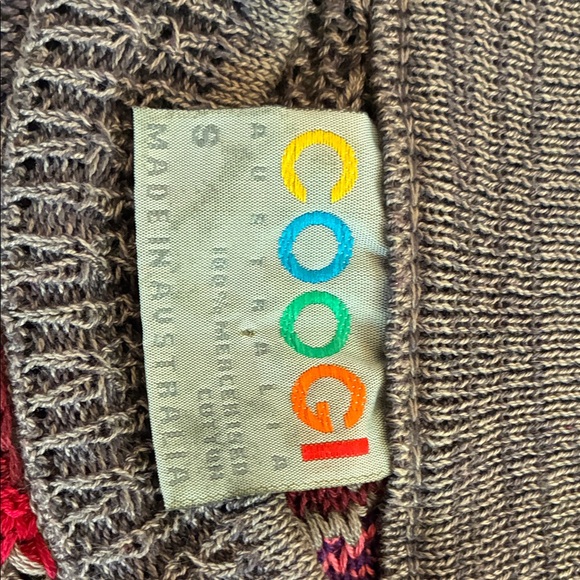 COOGI
AUSTRALIA
100% MERCERISED
COTTON
S
MADE IN AUSTRALIA